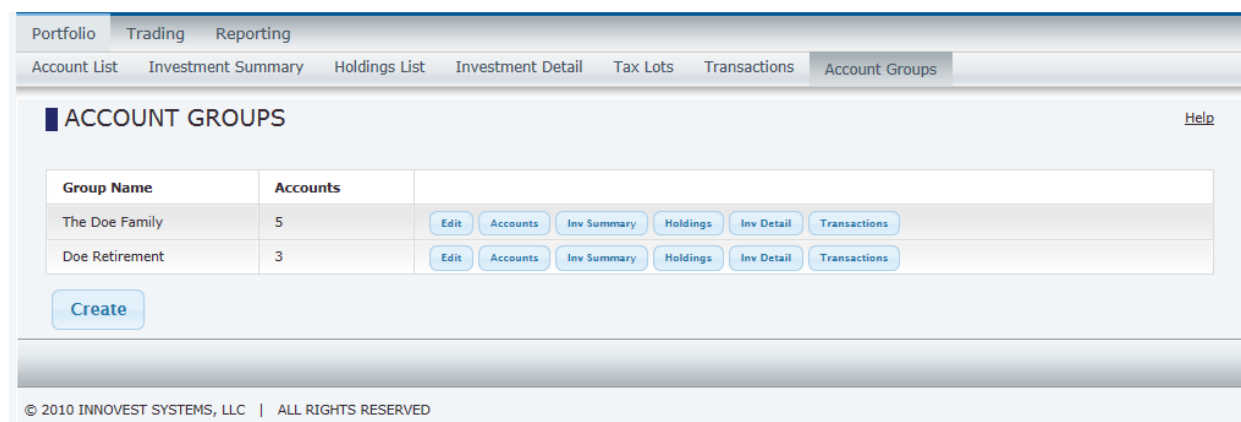 Portfolio Trading Reporting
Account List Investment Summary Holdings List Investment Detail Tax Lots Transactions Account Groups
ACCOUNT GROUPS Help
Group Name Accounts
The Doe Family 5 Edit Accounts Inv Summary Holdings Inv Detail Transactions
Doe Retirement 3 Edit Accounts Inv Summary Holdings Inv Detail Transactions
Create
© 2010 INNOVEST SYSTEMS, LLC | ALL RIGHTS RESERVED